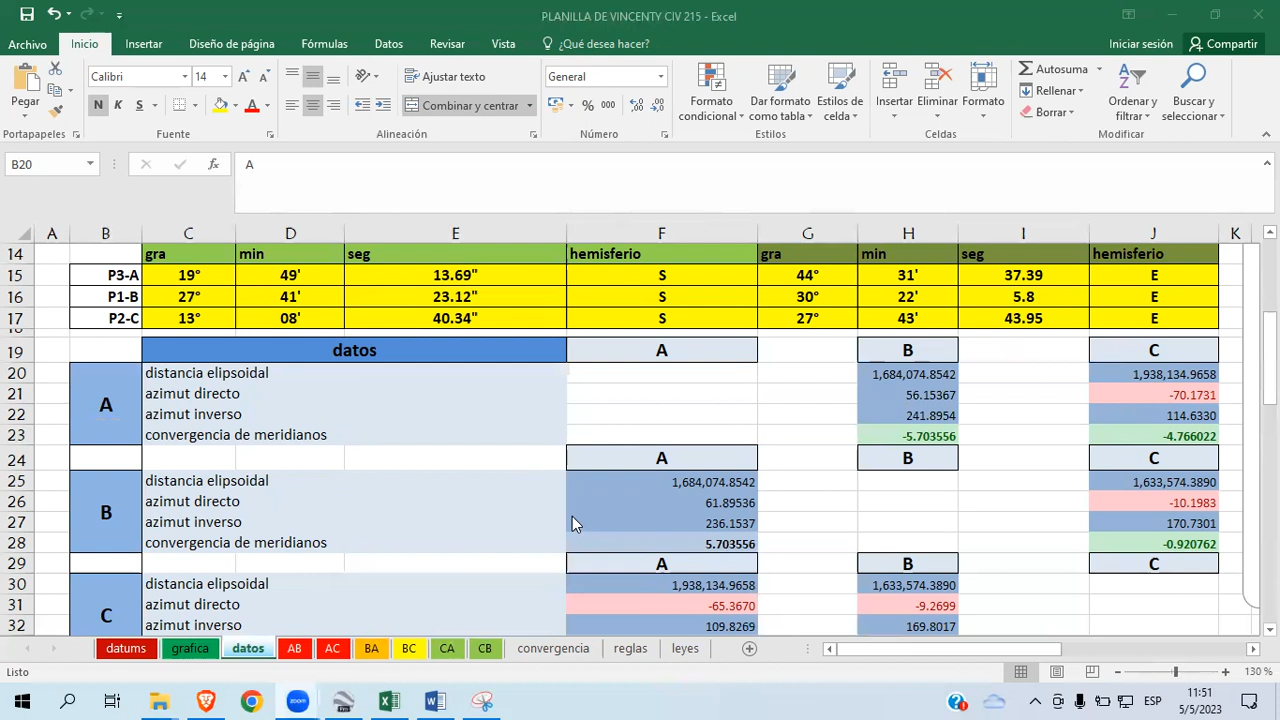 PLANILLA DE VINCENTY CIV 215 - Excel
Archivo Inicio Insertar Diseño de página Fórmulas Datos Revisar Vista ¿Qué desea hacer? Iniciar sesión Compartir
Pegar
Calibri 14
N K S
Ajustar texto
Combinar y centrar
General
% 000
Formato condicional
Dar formato como tabla
Estilos de celda
Insertar Eliminar Formato
Autosuma
Rellenar
Borrar
Ordenar y filtrar
Buscar y seleccionar
Portapapeles Fuente Alineación Número Estilos Celdas Modificar
B20 fx A
A B C D E F G H I J K
14 gra min seg hemisferio gra min seg hemisferio
15 P3-A 19° 49' 13.69" S 44° 31' 37.39 E
16 P1-B 27° 41' 23.12" S 30° 22' 5.8 E
17 P2-C 13° 08' 40.34" S 27° 43' 43.95 E
19 datos A B C
20 distancia elipsoidal 1,684,074.8542 1,938,134.9658
21 azimut directo 56.15367 -70.1731
A
22 azimut inverso 241.8954 114.6330
23 convergencia de meridianos -5.703556 -4.766022
24 A B C
25 distancia elipsoidal 1,684,074.8542 1,633,574.3890
26 azimut directo 61.89536 -10.1983
B
27 azimut inverso 236.1537 170.7301
28 convergencia de meridianos 5.703556 -0.920762
29 A B C
30 distancia elipsoidal 1,938,134.9658 1,633,574.3890
31 azimut directo -65.3670 -9.2699
C
32 azimut inverso 109.8269 169.8017
datums grafica datos AB AC BA BC CA CB convergencia reglas leyes
Listo 130 %
zoom
ESP
11:51
5/5/2023